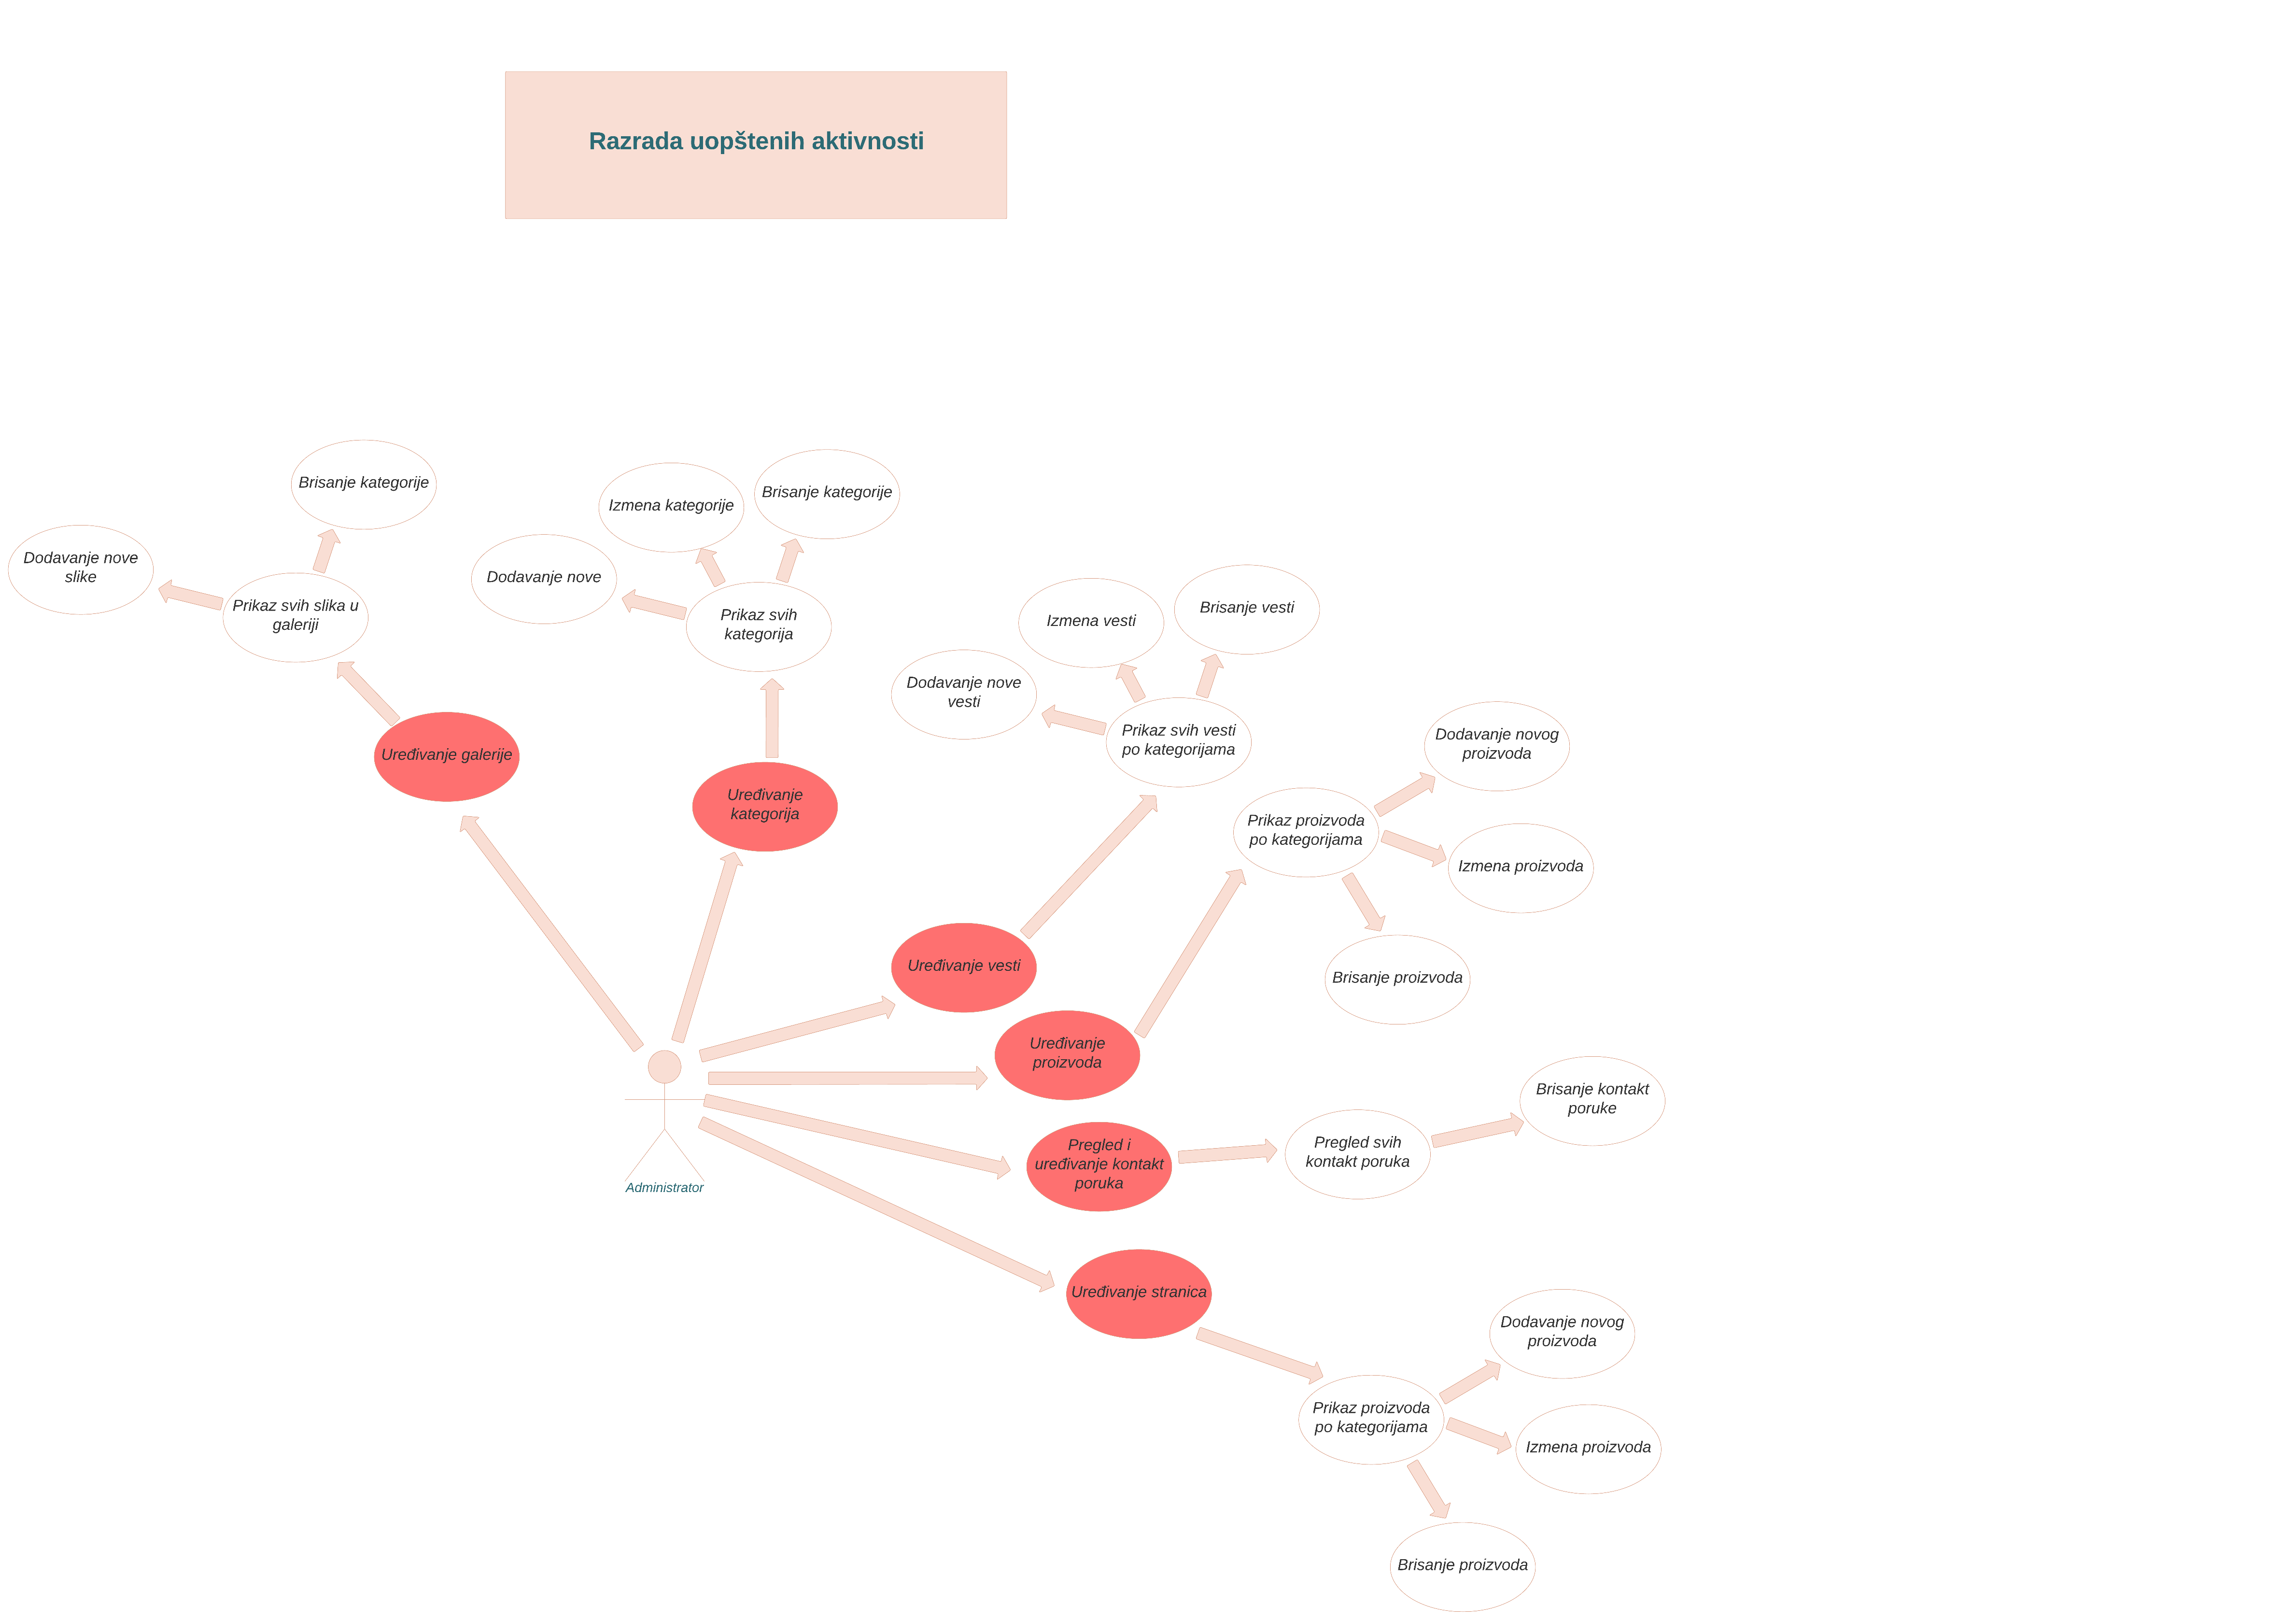 Razrada uopštenih aktivnosti
Brisanje kategorije
Dodavanje nove
slike
Prikaz svih slika u
galeriji
Uređivanje galerije
Izmena kategorije
Brisanje kategorije
Dodavanje nove
Prikaz svih
kategorija
Uređivanje
kategorija
Izmena vesti
Brisanje vesti
Dodavanje nove
vesti
Prikaz svih vesti
po kategorijama
Uređivanje vesti
Dodavanje novog
proizvoda
Prikaz proizvoda
po kategorijama
Izmena proizvoda
Brisanje proizvoda
Uređivanje
proizvoda
Brisanje kontakt
poruke
Pregled svih
kontakt poruka
Pregled i
uređivanje kontakt
poruka
Administrator
Uređivanje stranica
Dodavanje novog
proizvoda
Prikaz proizvoda
po kategorijama
Izmena proizvoda
Brisanje proizvoda